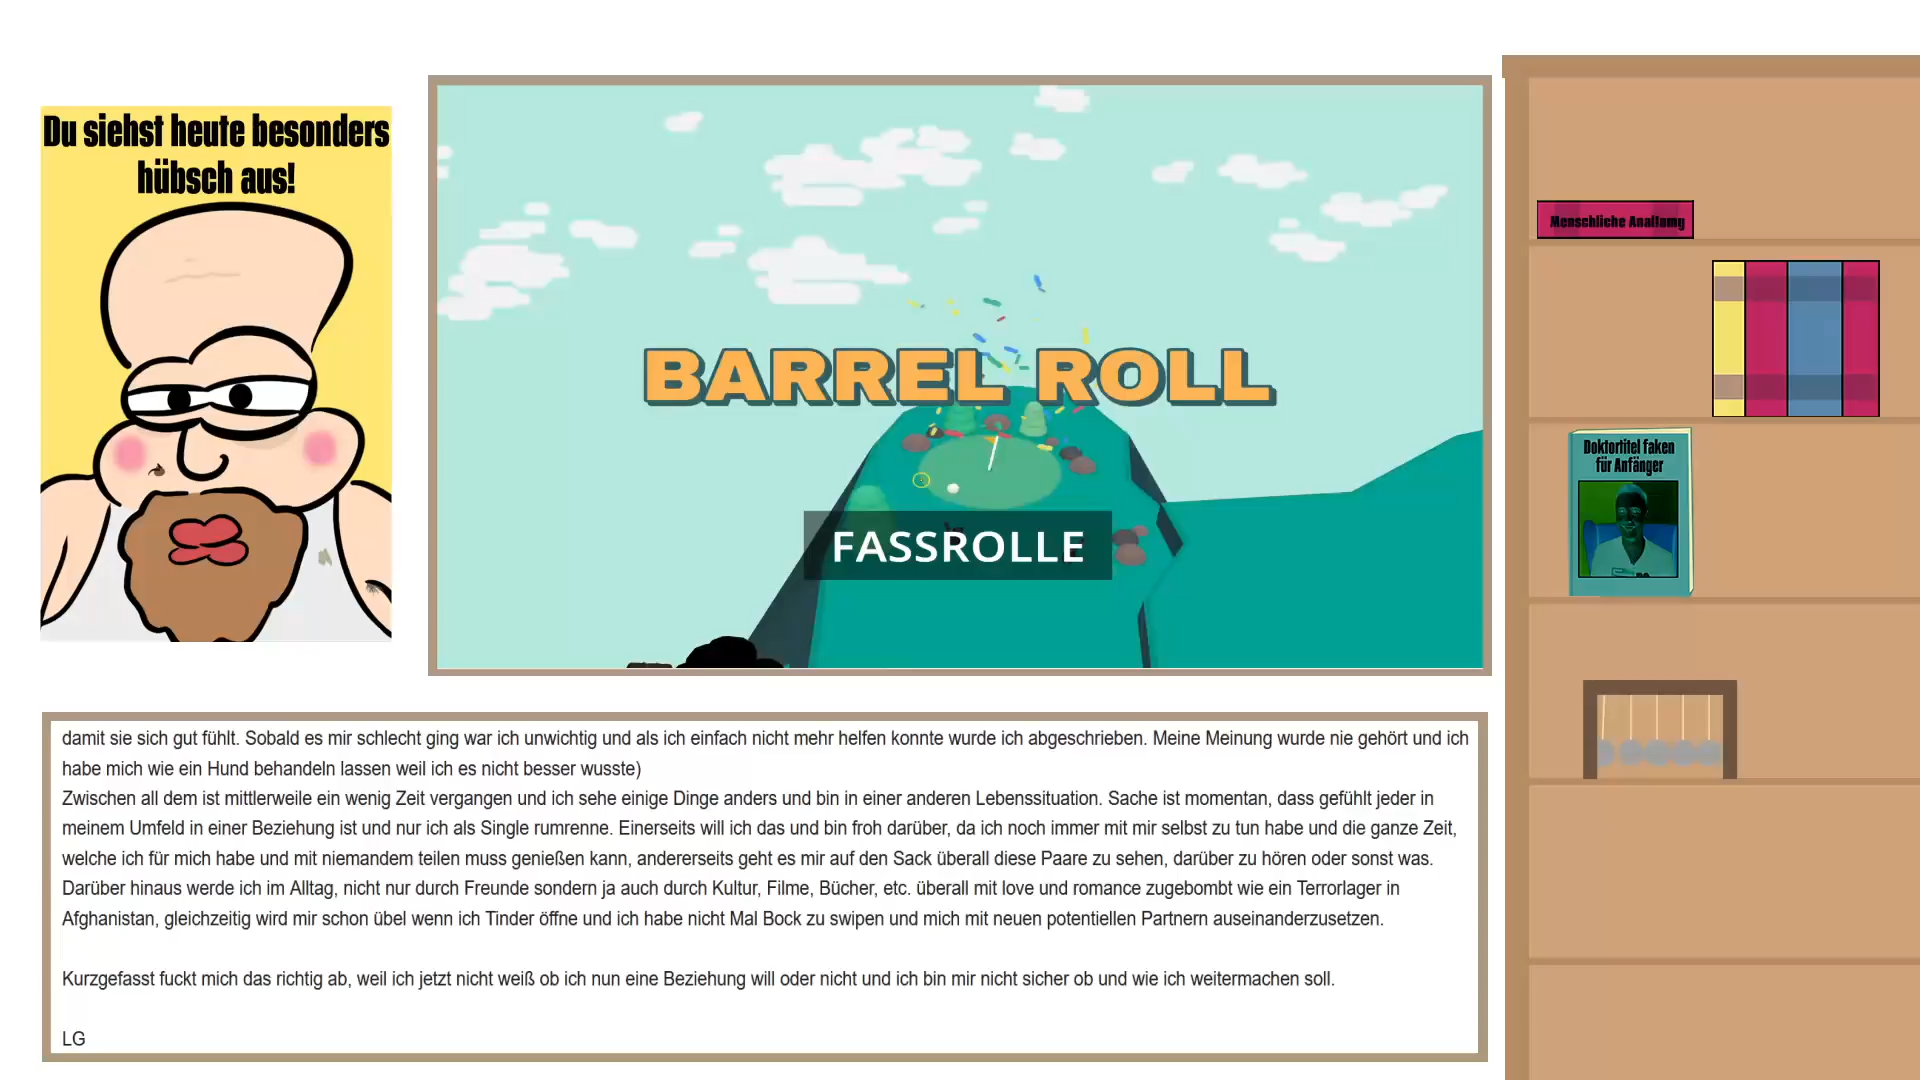 Du siehst heute besonders
hübsch aus!
BARREL ROLL
FASSROLLE
Menschliche Anatomy
Doktortitel faken
für Anfänger
damit sie sich gut fühlt. Sobald es mir schlecht ging war ich unwichtig und als ich einfach nicht mehr helfen konnte wurde ich abgeschrieben. Meine Meinung wurde nie gehört und ich
habe mich wie ein Hund behandeln lassen weil ich es nicht besser wusste)
Zwischen all dem ist mittlerweile ein wenig Zeit vergangen und ich sehe einige Dinge anders und bin in einer anderen Lebenssituation. Sache ist momentan, dass gefühlt jeder in
meinem Umfeld in einer Beziehung ist und nur ich als Single rumrenne. Einerseits will ich das und bin froh darüber, da ich noch immer mit mir selbst zu tun habe und die ganze Zeit,
welche ich für mich habe und mit niemandem teilen muss genießen kann, andererseits geht es mir auf den Sack überall diese Paare zu sehen, darüber zu hören oder sonst was.
Darüber hinaus werde ich im Alltag, nicht nur durch Freunde sondern ja auch durch Kultur, Filme, Bücher, etc. überall mit love und romance zugebombt wie ein Terrorlager in
Afghanistan, gleichzeitig wird mir schon übel wenn ich Tinder öffne und ich habe nicht Mal Bock zu swipen und mich mit neuen potentiellen Partnern auseinanderzusetzen.
Kurzgefasst fuckt mich das richtig ab, weil ich jetzt nicht weiß ob ich nun eine Beziehung will oder nicht und ich bin mir nicht sicher ob und wie ich weitermachen soll.
LG